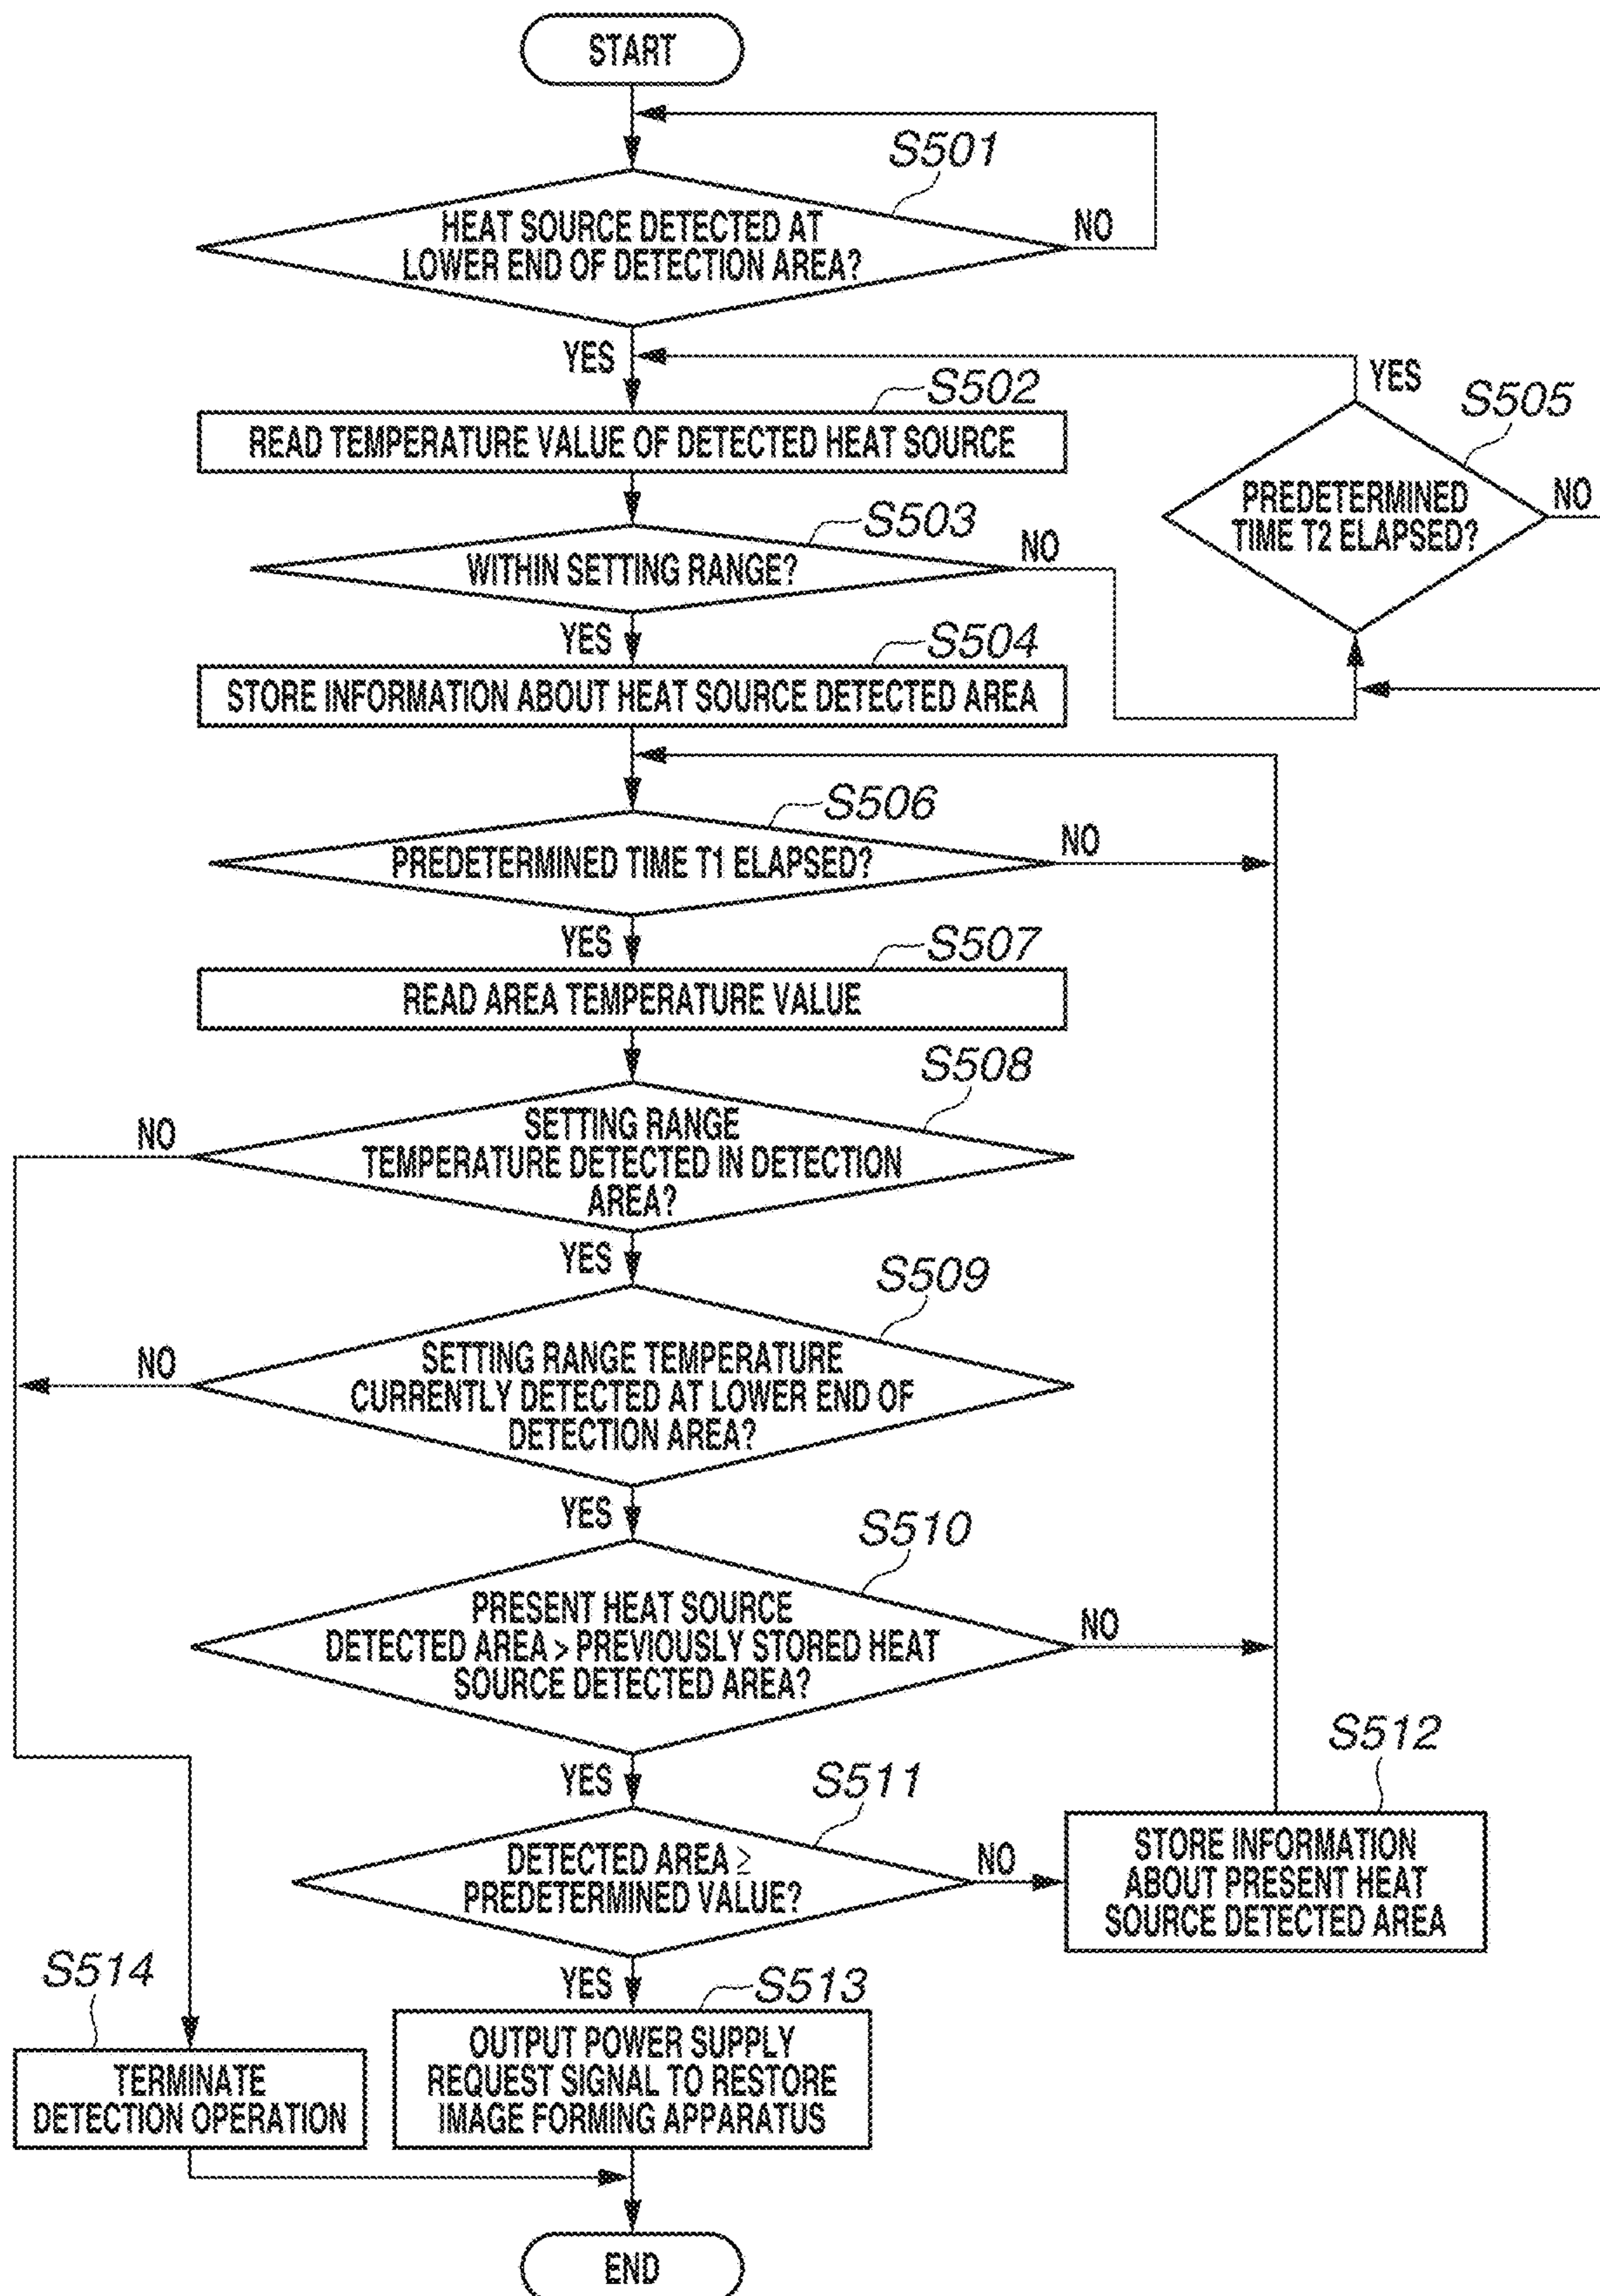 START
S501
HEAT SOURCE DETECTED AT
LOWER END OF DETECTION AREA?
NO
YES
S502
READ TEMPERATURE VALUE OF DETECTED HEAT SOURCE
YES
S505
PREDETERMINED
TIME T2 ELAPSED?
NO
S503
WITHIN SETTING RANGE?
NO
YES
S504
STORE INFORMATION ABOUT HEAT SOURCE DETECTED AREA
S506
PREDETERMINED TIME T1 ELAPSED?
NO
YES
S507
READ AREA TEMPERATURE VALUE
S508
SETTING RANGE
TEMPERATURE DETECTED IN DETECTION
AREA?
NO
YES
S509
SETTING RANGE TEMPERATURE
CURRENTLY DETECTED AT LOWER END OF
DETECTION AREA?
NO
YES
S510
PRESENT HEAT SOURCE
DETECTED AREA > PREVIOUSLY STORED HEAT
SOURCE DETECTED AREA?
NO
YES
S511
DETECTED AREA ≥
PREDETERMINED VALUE?
NO
S512
STORE INFORMATION
ABOUT PRESENT HEAT
SOURCE DETECTED AREA
YES
S513
OUTPUT POWER SUPPLY
REQUEST SIGNAL TO RESTORE
IMAGE FORMING APPARATUS
S514
TERMINATE
DETECTION OPERATION
END